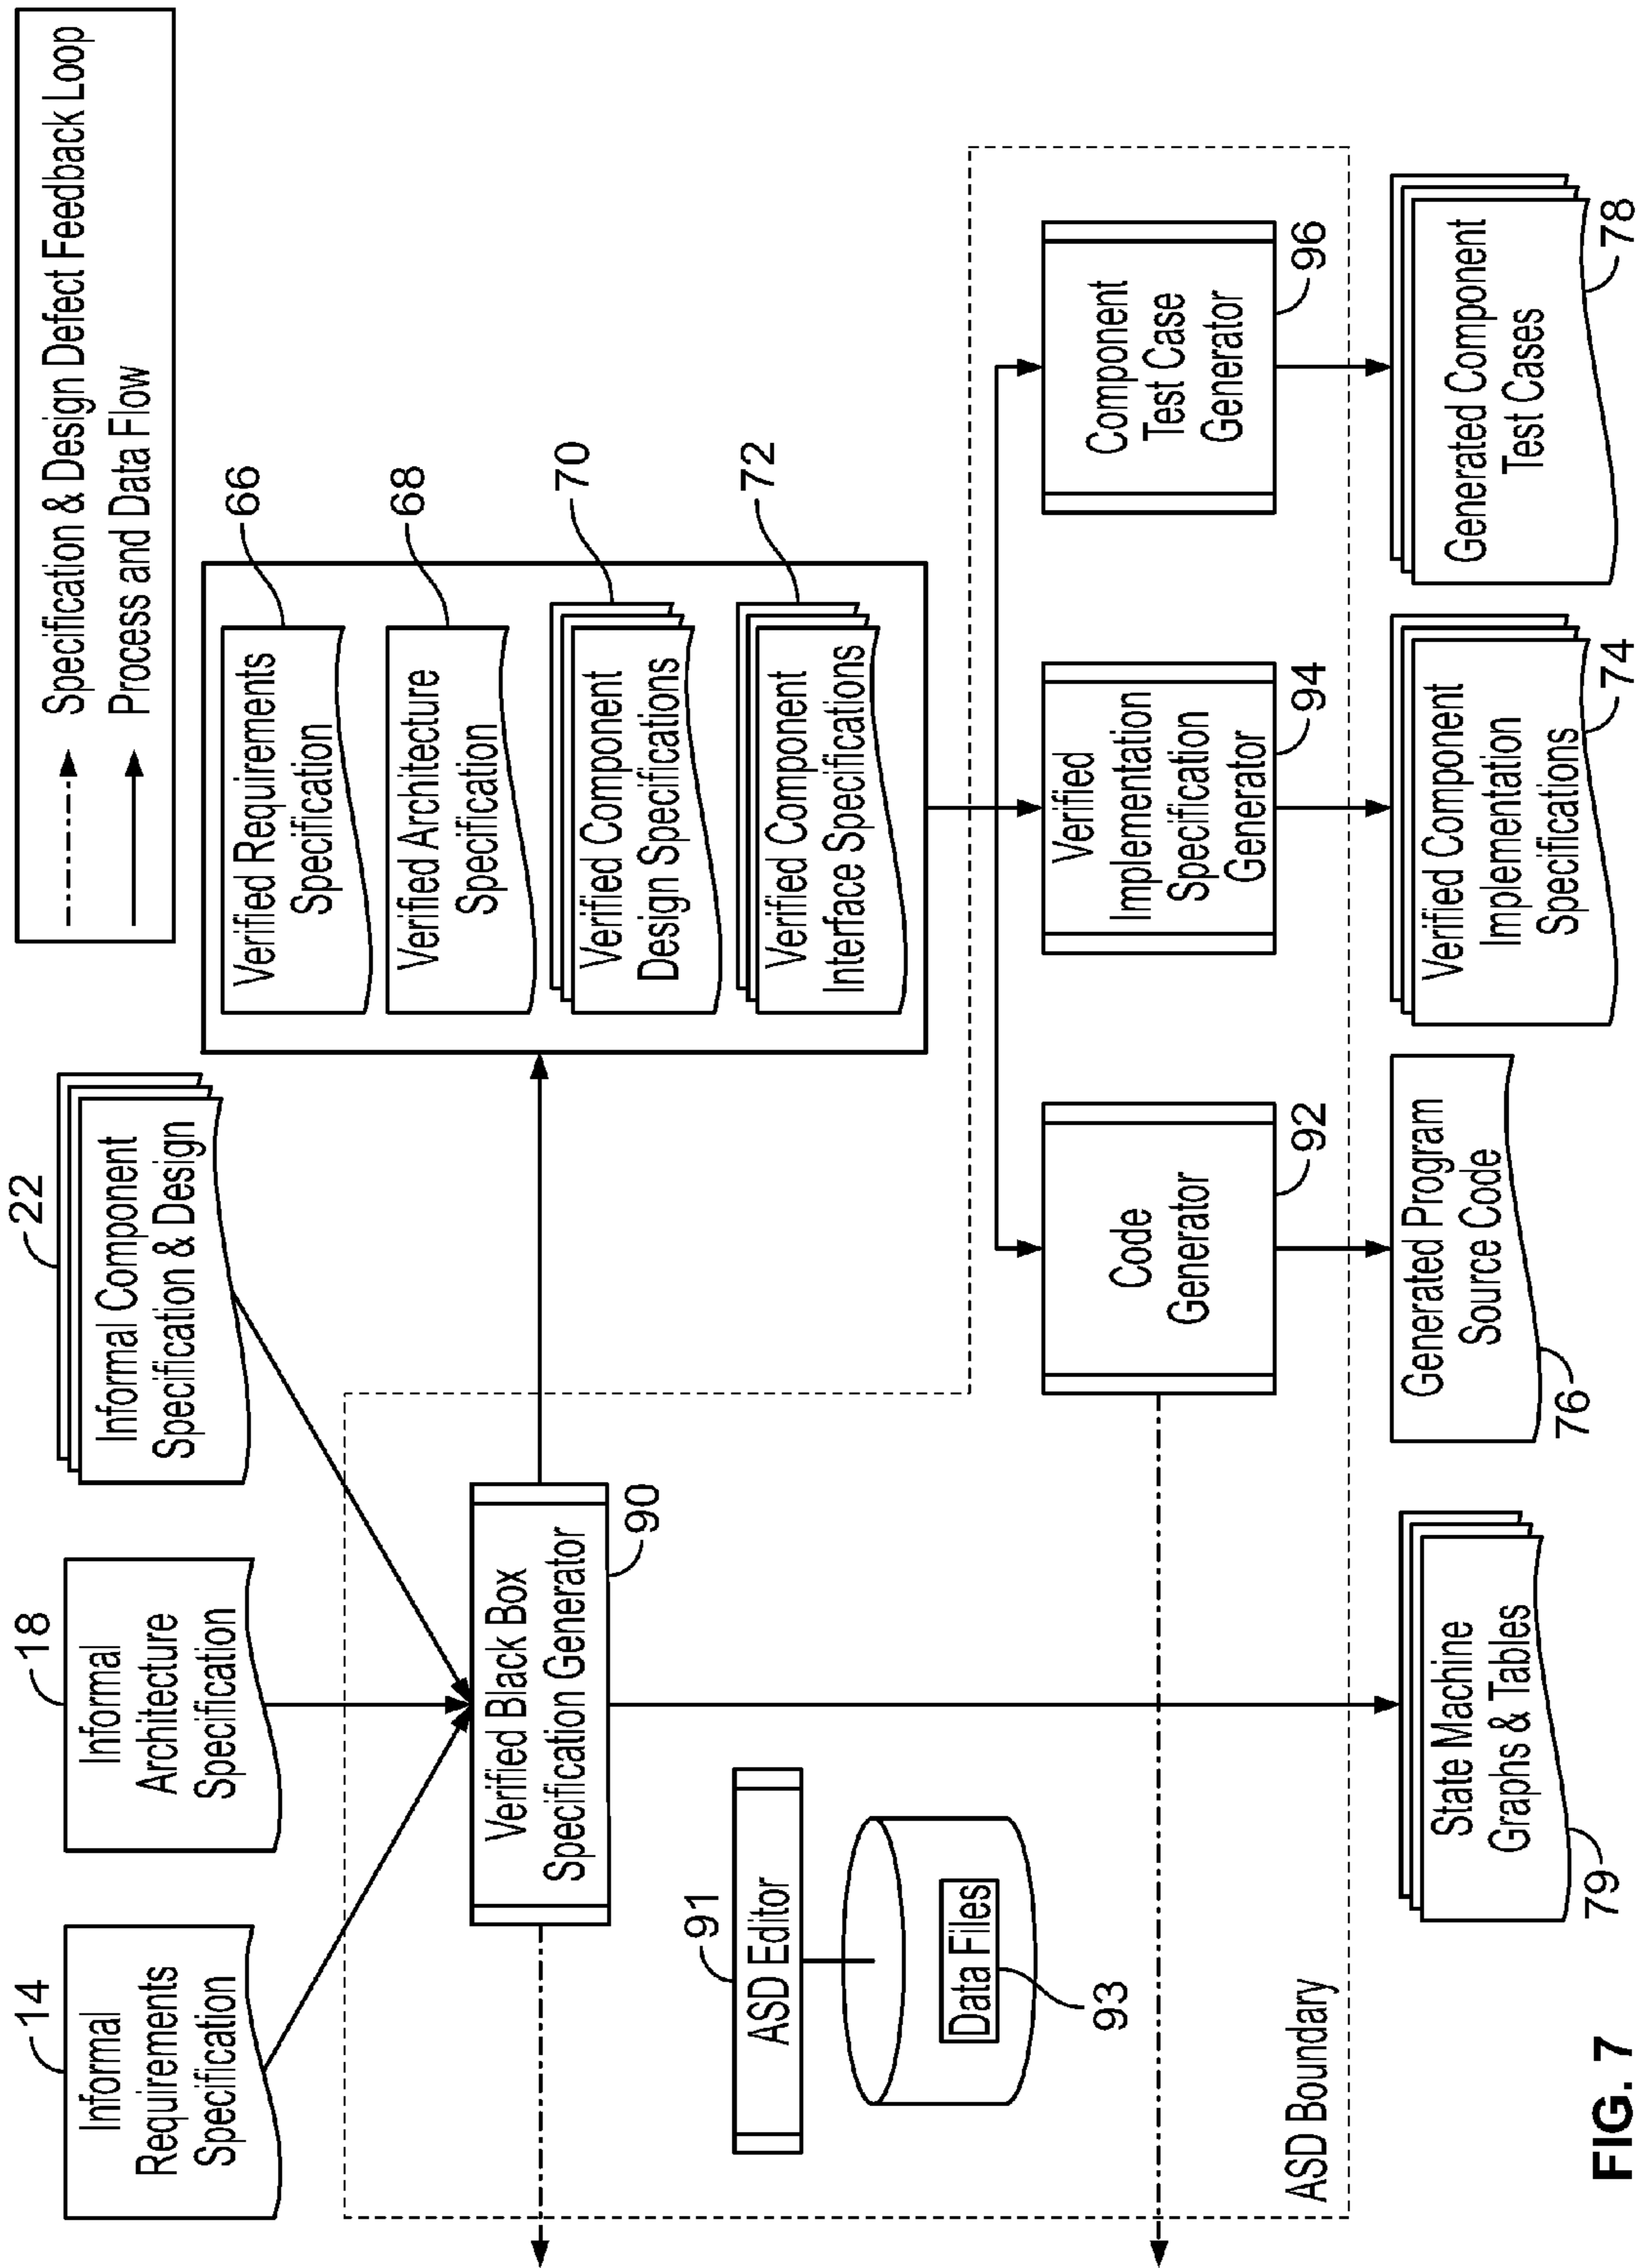 Specification & Design Defect Feedback Loop
Process and Data Flow
14
Informal
Requirements
Specification
18
Informal
Architecture
Specification
22
Informal Component
Specification & Design
Verified Black Box
Specification Generator
90
Verified Requirements
Specification
66
Verified Architecture
Specification
68
Verified Component
Design Specifications
70
Verified Component
Interface Specifications
72
91
ASD Editor
Data Files
93
Code
Generator
92
Verified
Implementation
Specification
Generator
94
Component
Test Case
Generator
96
ASD Boundary
State Machine
Graphs & Tables
79
Generated Program
Source Code
76
Verified Component
Implementation
Specifications
74
Generated Component
Test Cases
78
FIG. 7